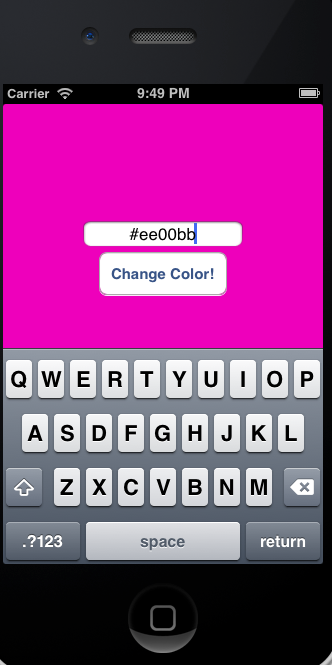 Carrier 9:49 PM
#ee00bb
Change Color!
Q W E R T Y U I O P
A S D F G H J K L
Z X C V B N M
.?123 space return